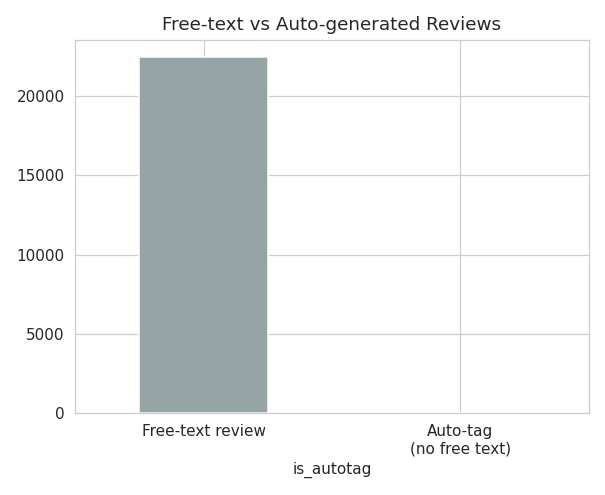 Free-text vs Auto-generated Reviews
20000
15000
10000
5000
0
Free-text review
Auto-tag
(no free text)
is_autotag